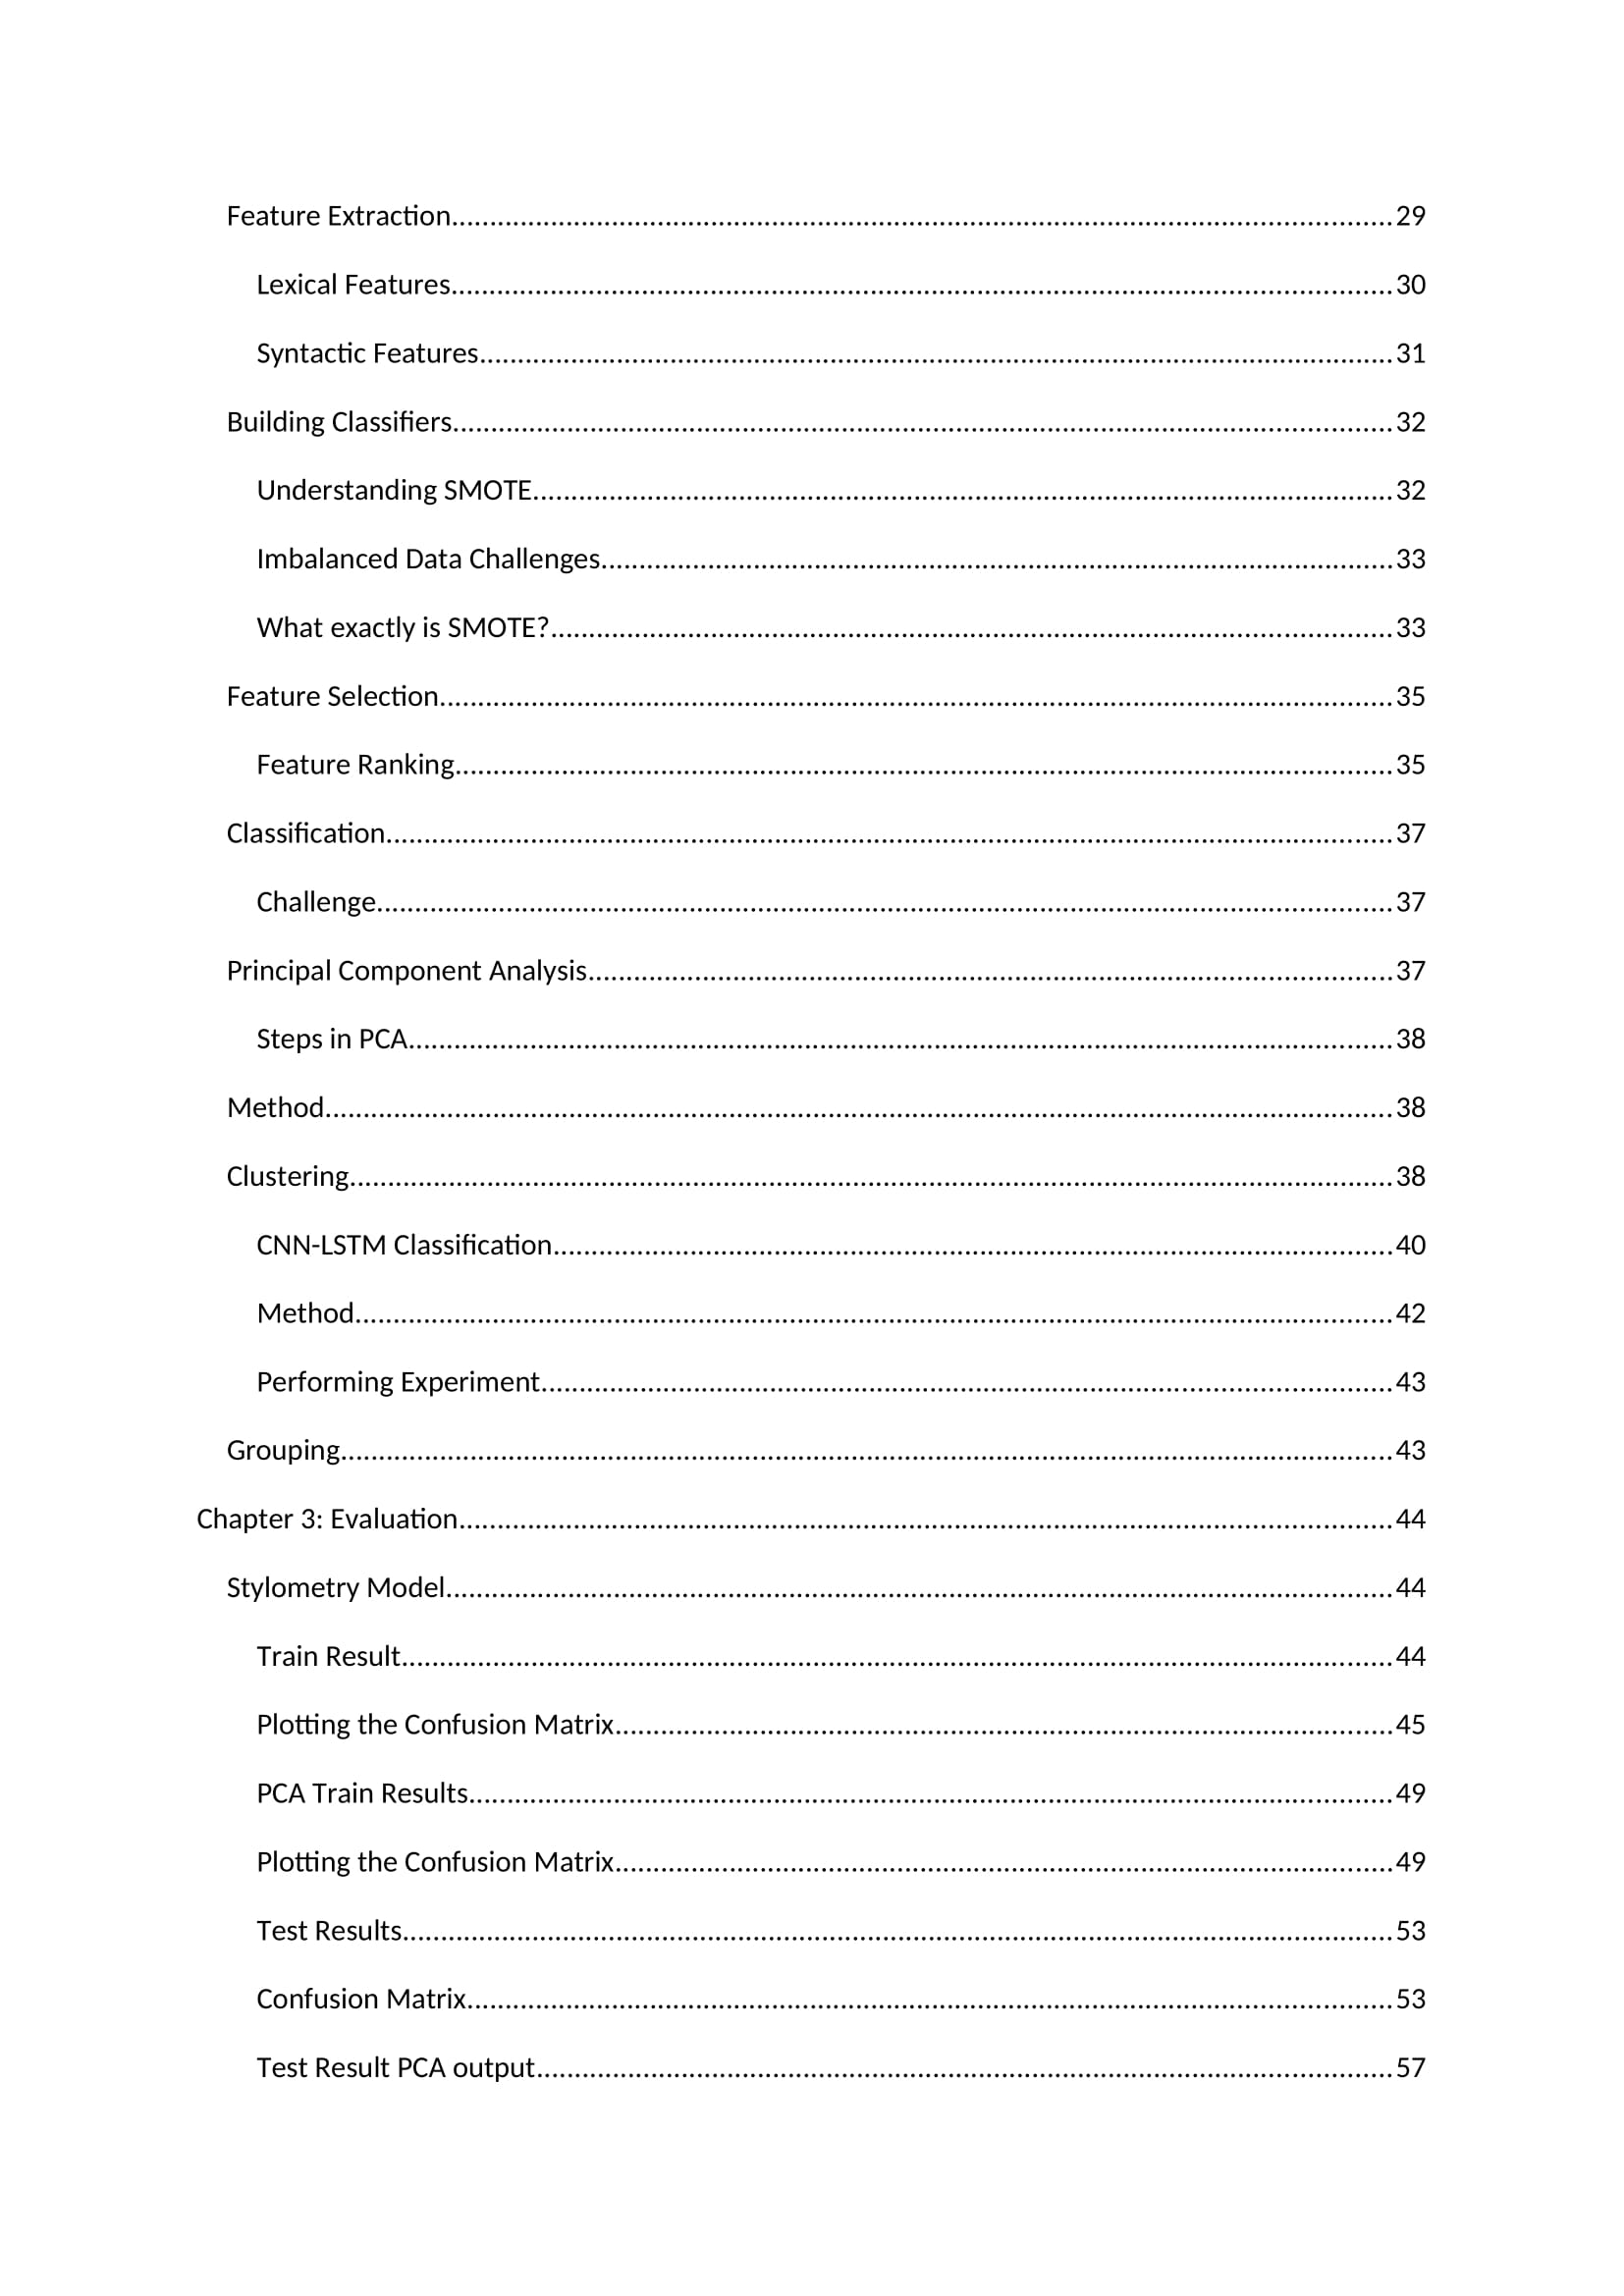 Feature Extraction........................................29
Lexical Features........................................30
Syntactic Features........................................31
Building Classifiers........................................32
Understanding SMOTE........................................32
Imbalanced Data Challenges........................................33
What exactly is SMOTE?........................................33
Feature Selection........................................35
Feature Ranking........................................35
Classification........................................37
Challenge........................................37
Principal Component Analysis........................................37
Steps in PCA........................................38
Method........................................38
Clustering........................................38
CNN-LSTM Classification........................................40
Method........................................42
Performing Experiment........................................43
Grouping........................................43
Chapter 3: Evaluation........................................44
Stylometry Model........................................44
Train Result........................................44
Plotting the Confusion Matrix........................................45
PCA Train Results........................................49
Plotting the Confusion Matrix........................................49
Test Results........................................53
Confusion Matrix........................................53
Test Result PCA output........................................57